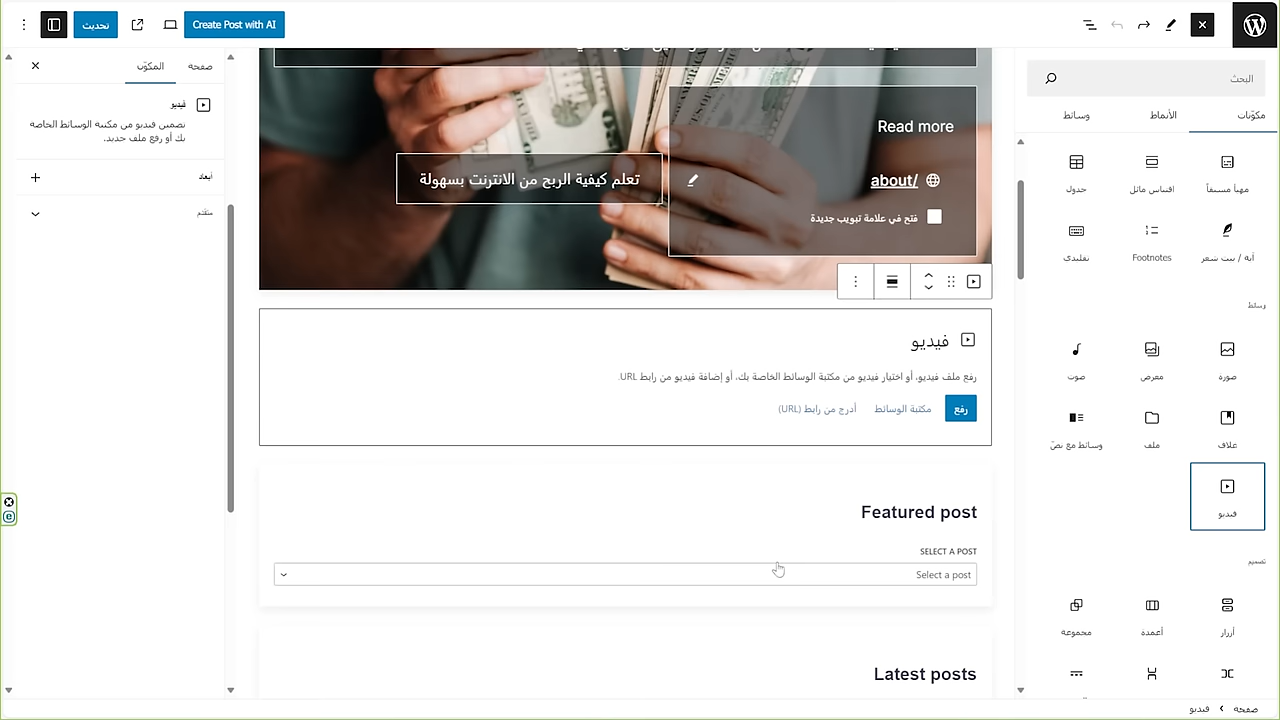 تحديث
Create Post with AI
صفحة
المكوّن
فيديو
تضمين فيديو من مكتبة الوسائط الخاصة
بك أو رفع ملف جديد.
أبعاد
متقدم
Read more
/about
فتح في علامة تبويب جديدة
تعلم كيفية الربح من الانترنت بسهولة
فيديو
رفع ملف فيديو، أو اختيار فيديو من مكتبة الوسائط الخاصة بك، أو إضافة فيديو من رابط URL.
رفع
مكتبة الوسائط
أدرج من رابط (URL)
Featured post
SELECT A POST
Select a post
Latest posts
البحث
مكوّنات
الأنماط
وسائط
مهيأ مسبقاً
اقتباس مائل
جدول
آية / بيت شعر
Footnotes
تقليدي
وسائط
صورة
معرض
صوت
غلاف
ملف
وسائط مع نصّ
فيديو
تصميم
أزرار
أعمدة
مجموعة
صفحة
فيديو